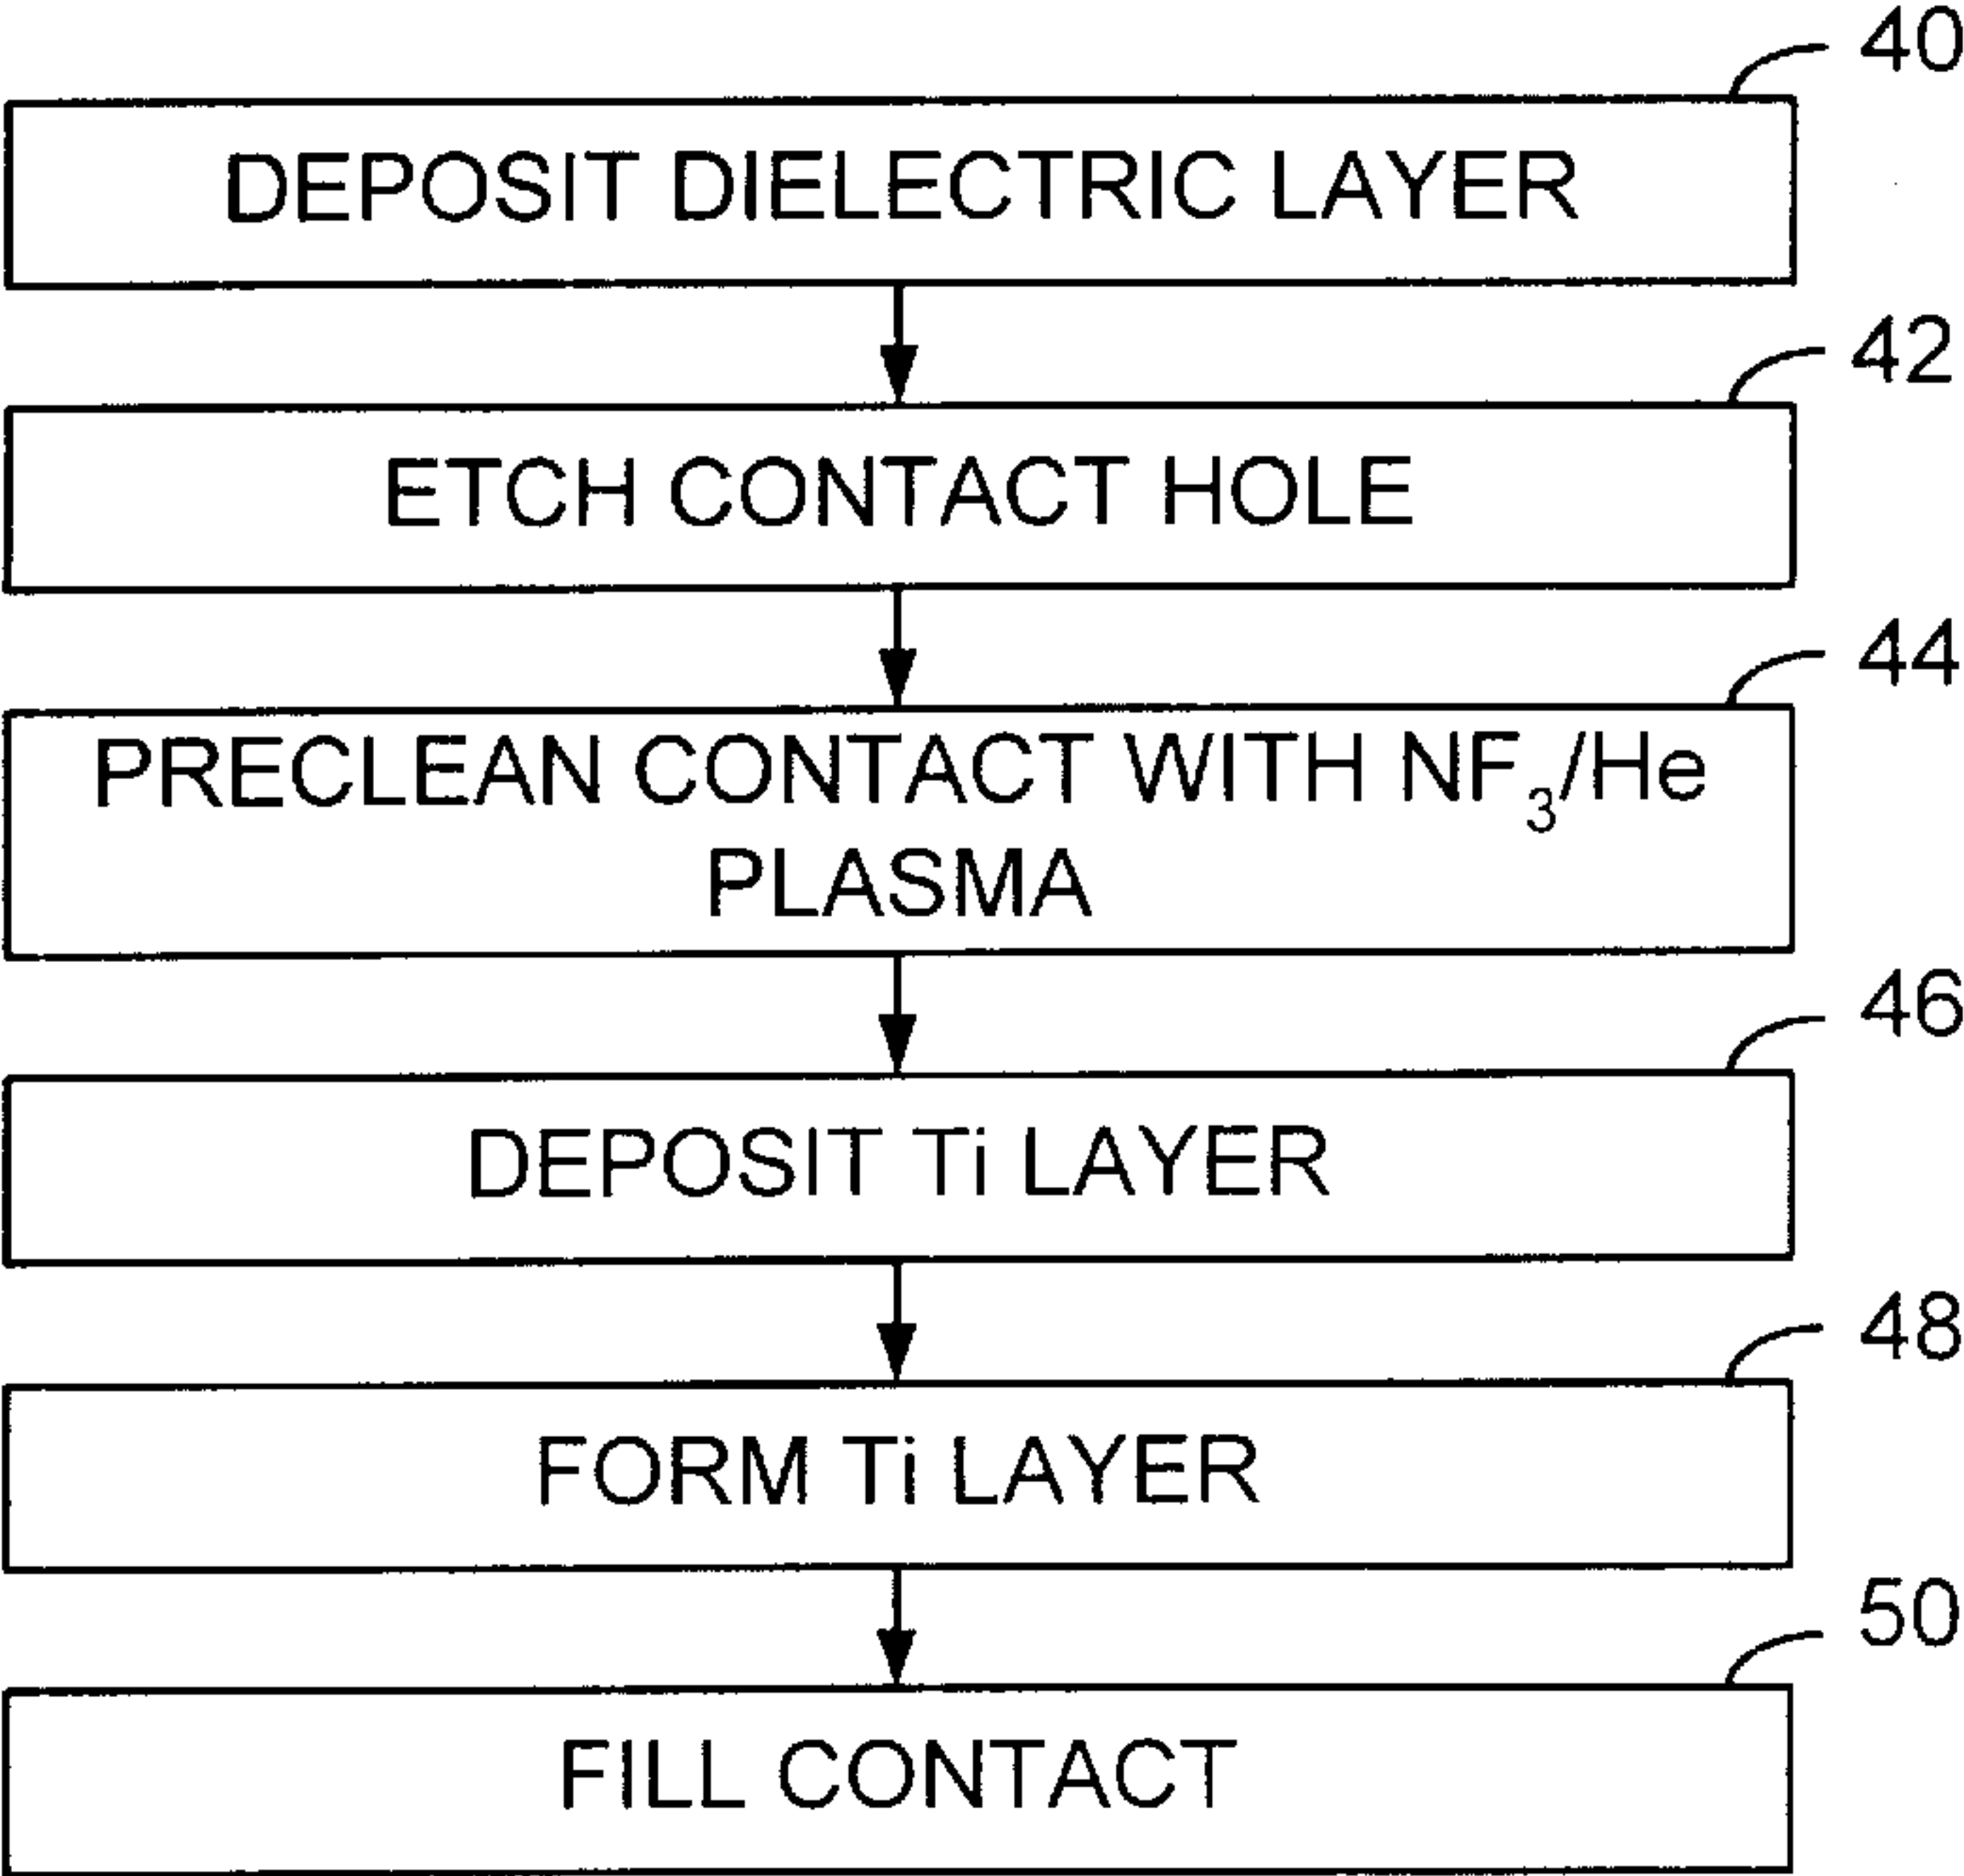 40
DEPOSIT DIELECTRIC LAYER
42
ETCH CONTACT HOLE
44
PRECLEAN CONTACT WITH NF3/He
PLASMA
46
DEPOSIT Ti LAYER
48
FORM Ti LAYER
50
FILL CONTACT